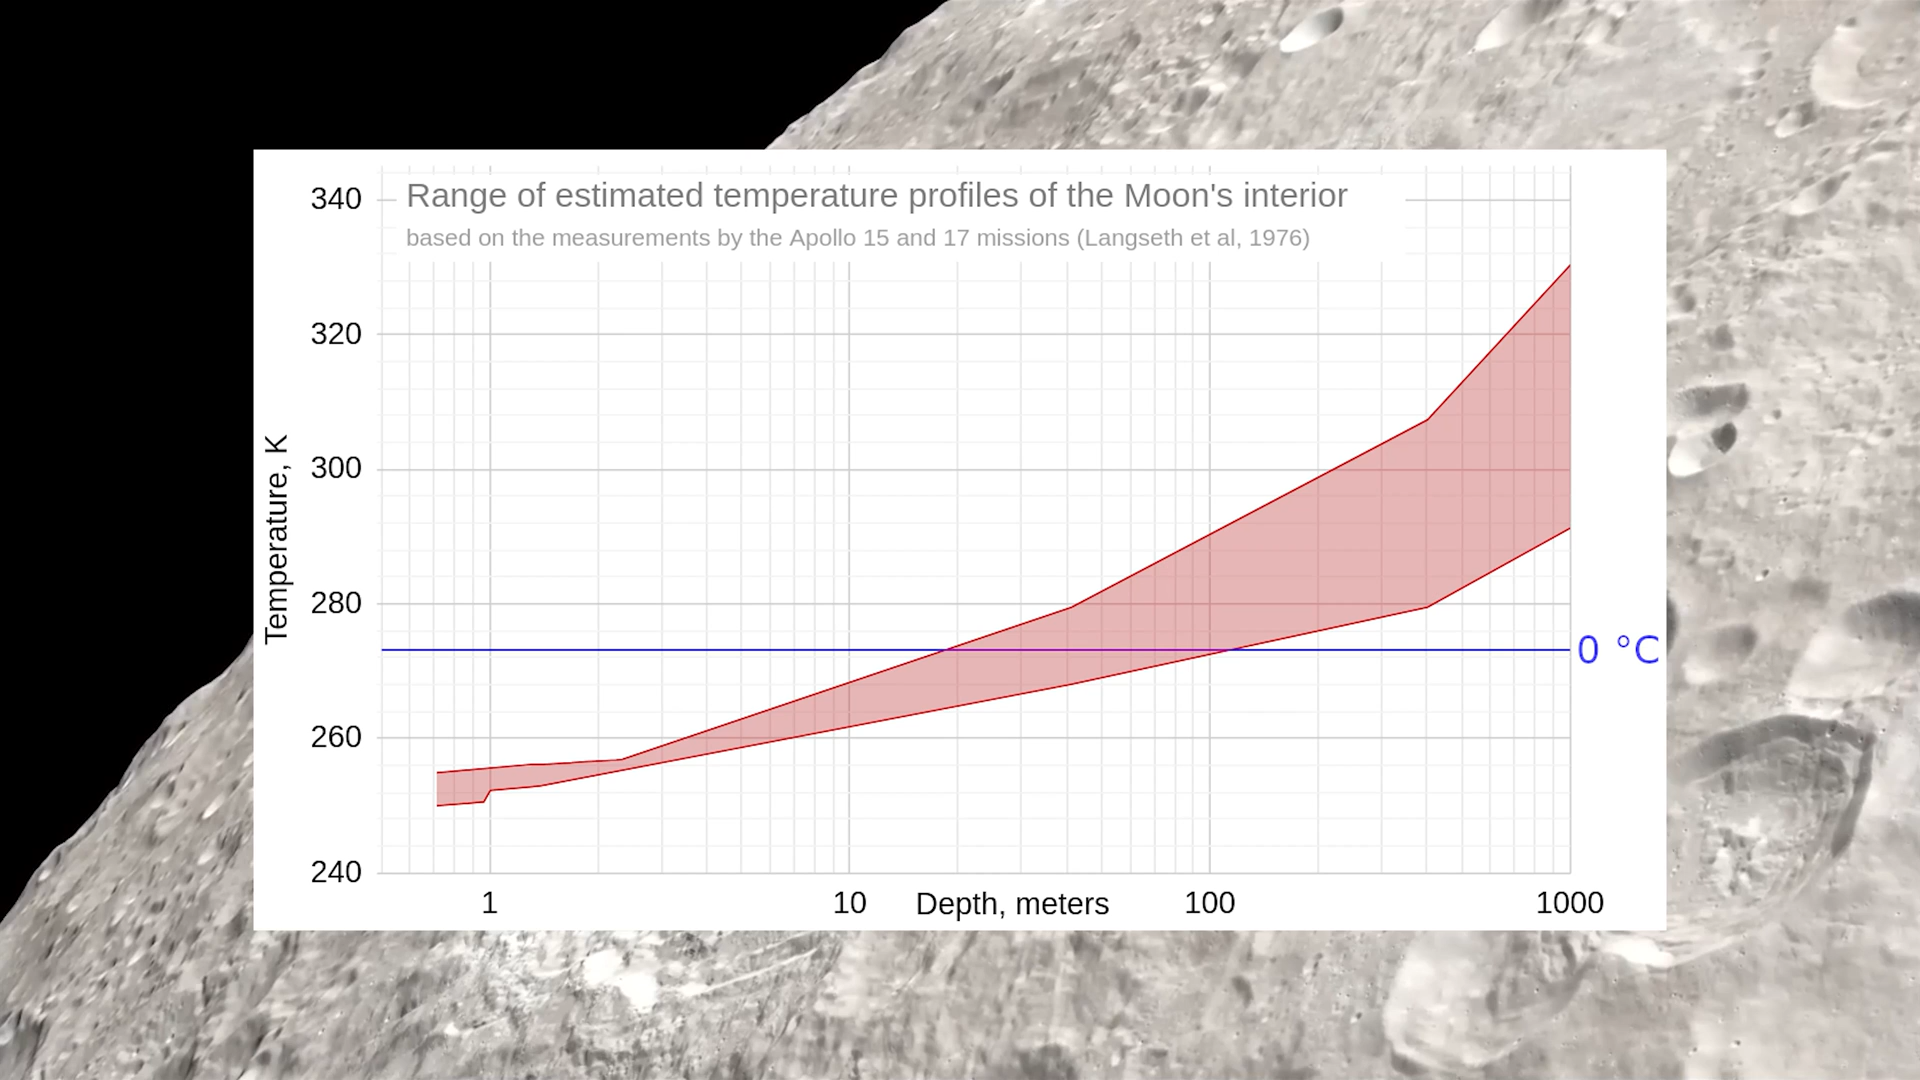 Range of estimated temperature profiles of the Moon's interior
based on the measurements by the Apollo 15 and 17 missions (Langseth et al, 1976)
Temperature, K
340
320
300
280
260
240
0 °C
1
10
Depth, meters
100
1000